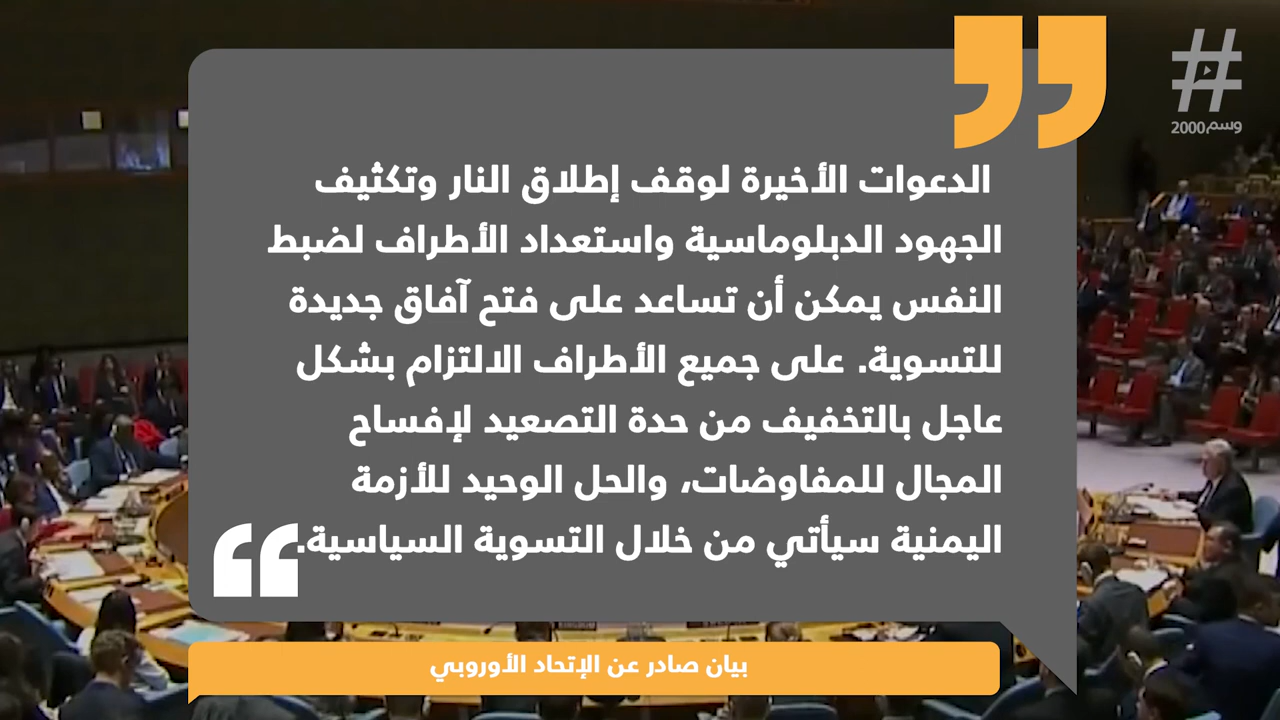 #
وسم2000
الدعوات الأخيرة لوقف إطلاق النار وتكثيف
الجهود الدبلوماسية واستعداد الأطراف لضبط
النفس يمكن أن تساعد على فتح آفاق جديدة
للتسوية. على جميع الأطراف الالتزام بشكل
عاجل بالتخفيف من حدة التصعيد لإفساح
المجال للمفاوضات، والحل الوحيد للأزمة
اليمنية سيأتي من خلال التسوية السياسية.
بيان صادر عن الإتحاد الأوروبي